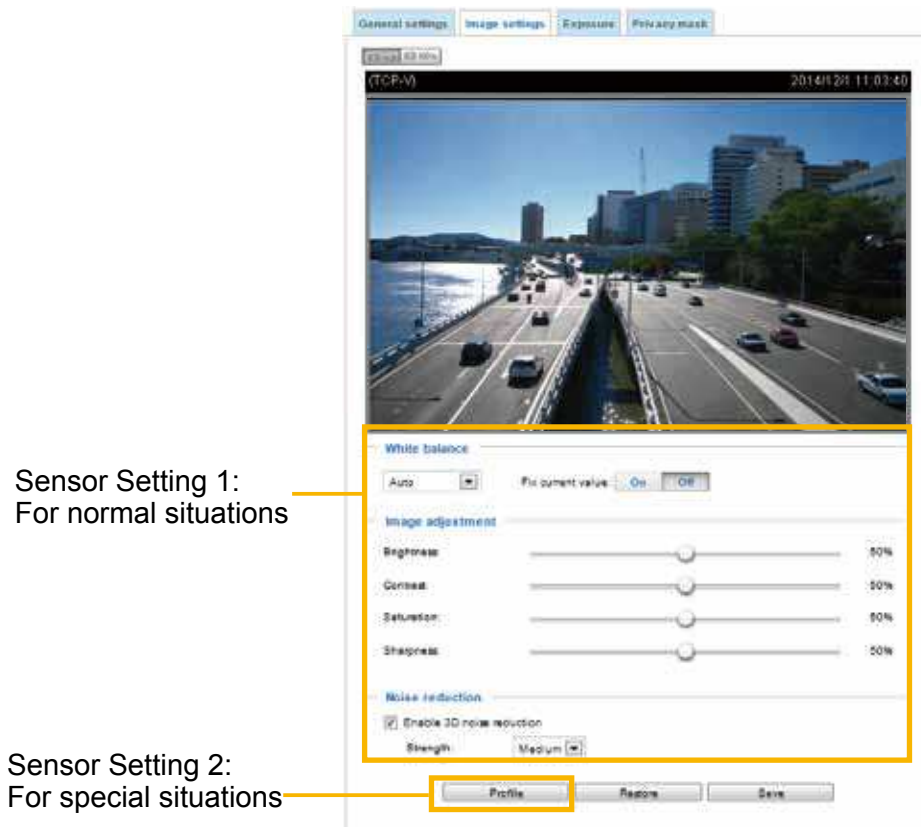 General settings Image settings Exposure Privacy mask
(TCP-V) 2014/12/1 11:03:40
White balance
Auto Fix current value: On Off
Image adjustment
Brightness: 50%
Contrast: 50%
Saturation: 50%
Sharpness: 50%
Noise reduction
Enable 3D noise reduction
Strength: Medium
Profile Restore Save
Sensor Setting 1:
For normal situations
Sensor Setting 2:
For special situations